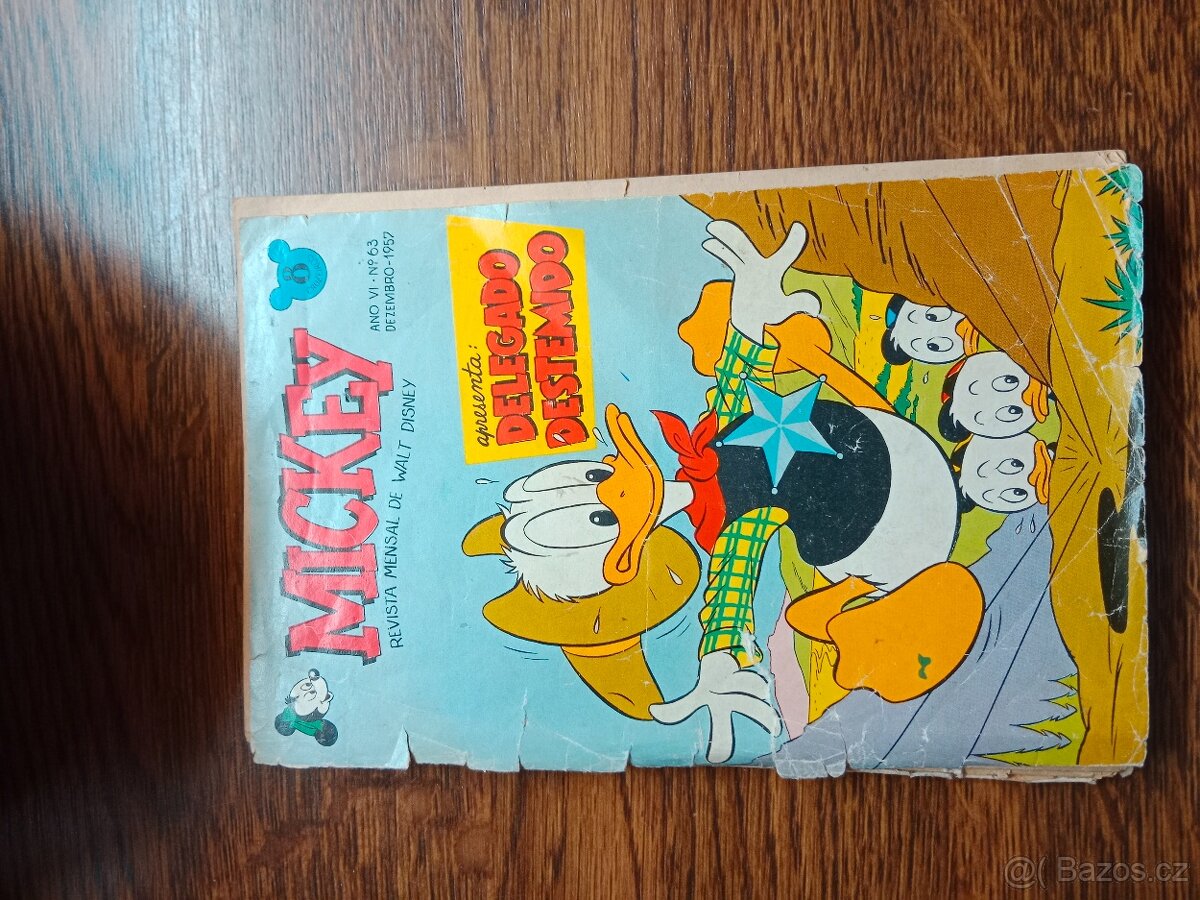 MICKEY
REVISTA MENSAL DE WALT DISNEY
ANO VI · Nº 63
DEZEMBRO - 1957
apresenta:
DELEGADO
DESTEMIDO
@( Bazos.cz